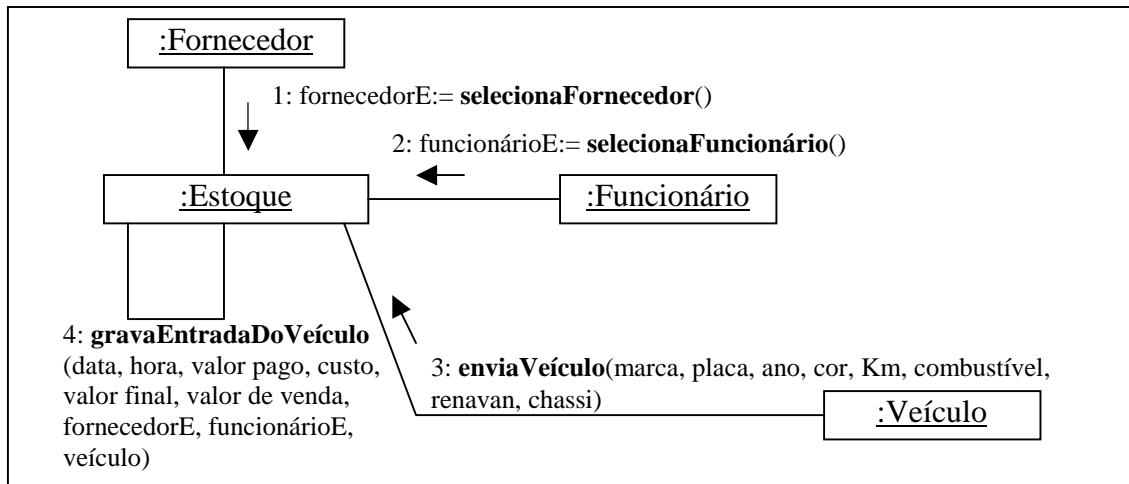 :Fornecedor
1: fornecedorE:= selecionaFornecedor()
2: funcionárioE:= selecionaFuncionário()
:Estoque
:Funcionário
4: gravaEntradaDoVeículo
(data, hora, valor pago, custo,
valor final, valor de venda,
fornecedorE, funcionárioE,
veículo)
3: enviaVeículo(marca, placa, ano, cor, Km, combustível,
renavan, chassi)
:Veículo